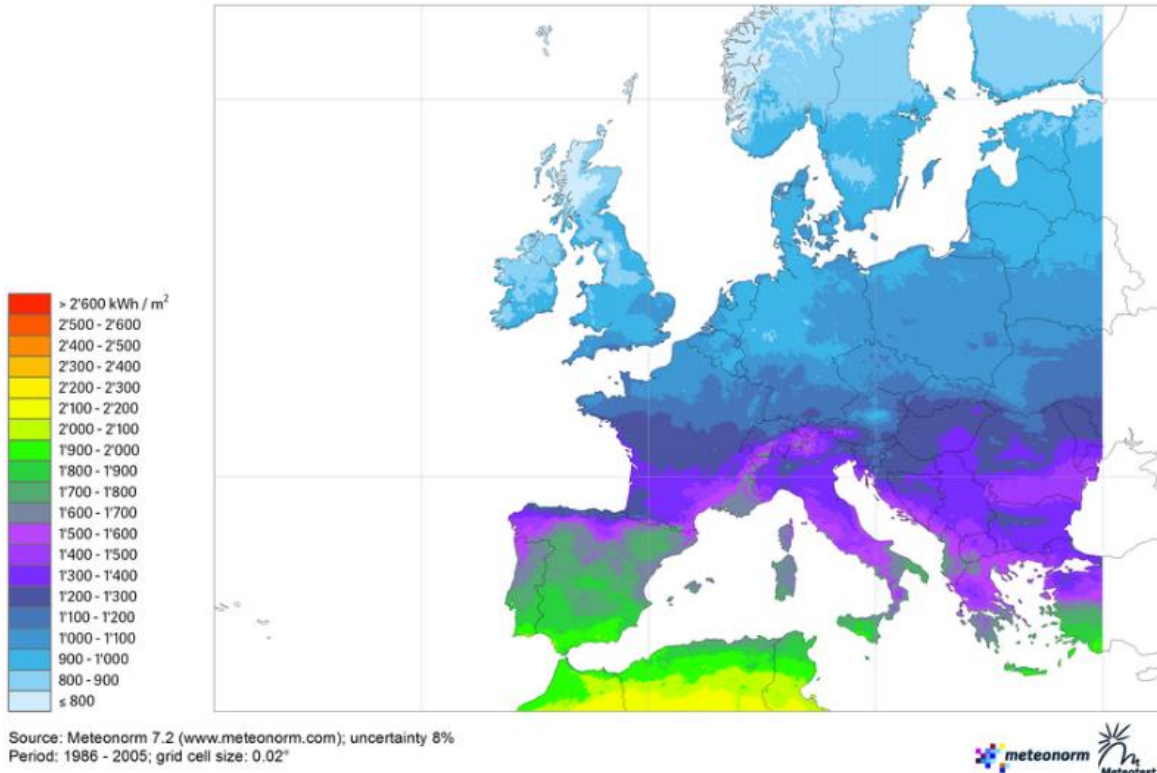 > 2'600 kWh / m²
2'500 - 2'600
2'400 - 2'500
2'300 - 2'400
2'200 - 2'300
2'100 - 2'200
2'000 - 2'100
1'900 - 2'000
1'800 - 1'900
1'700 - 1'800
1'600 - 1'700
1'500 - 1'600
1'400 - 1'500
1'300 - 1'400
1'200 - 1'300
1'100 - 1'200
1'000 - 1'100
900 - 1'000
800 - 900
≤ 800
Source: Meteonorm 7.2 (www.meteonorm.com); uncertainty 8%
Period: 1986 - 2005; grid cell size: 0.02°
meteonorm
Meteotest